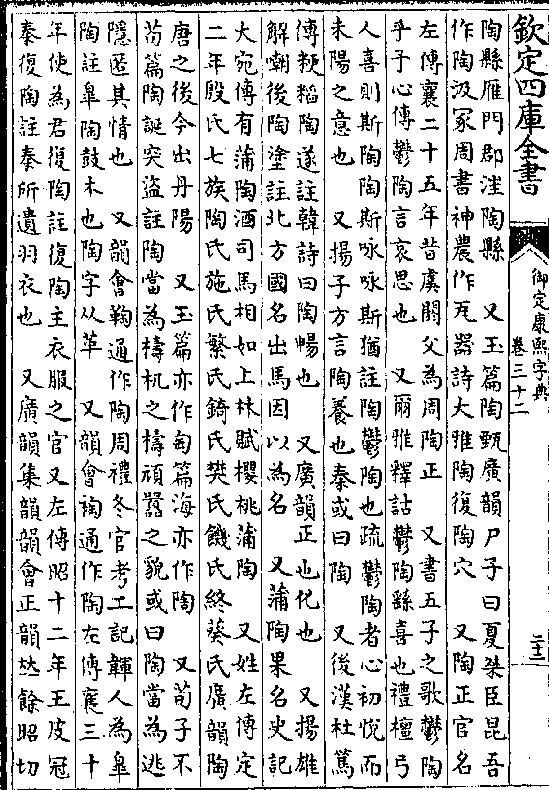 欽定四庫全書
御定康熙字典
卷三十二
二十二
陶縣雁門郡陶縣　又玉篇陶甄廣韻尸子曰夏桀臣昆吾
作陶汲冢周書神農作瓦器詩大雅陶復陶穴　又陶正官名
左傳襄二十五年昔虞閼父為周陶正　又書五子之歌鬱陶
乎予心傳鬱陶言哀思也　又爾雅釋詁鬱陶繇喜也禮檀弓
人喜則斯陶陶斯咏咏斯猶註陶鬱陶也疏鬱陶者心初悅而
未陽之意也　又揚子方言陶養也秦或曰陶　又後漢杜篤
傳粳稻陶遂註韓詩曰陶暢也　又廣韻正也化也　又揚雄
解嘲後陶塗註北方國名出馬因以為名　又蒲陶果名史記
大宛傳有蒲陶酒司馬相如上林賦櫻桃蒲陶　又姓左傳定
二年殷氏七族陶氏施氏繁氏錡氏樊氏饑氏終葵氏廣韻陶
唐之後今出丹陽　又玉篇亦作匋篇海亦作陶　又荀子不
荀篇陶誕突盜註陶當為檮杌之檮頑嚚之貌或曰陶當為逃
隱匿其情也　又韻會鞠通作陶周禮冬官考工記韗人為皐
陶註皐陶鼓木也陶字从革　又韻會裪通作陶左傳襄三十
年使為君復陶註復陶主衣服之官又左傳昭十二年王皮冠
秦復陶註秦所遺羽衣也　又廣韻集韻韻會正韻𠀤餘昭切